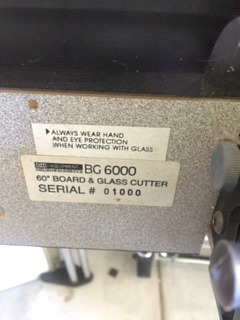 ALWAYS WEAR HAND
AND EYE PROTECTION
WHEN WORKING WITH GLASS
BG 6000
60" BOARD & GLASS CUTTER
SERIAL # 01000